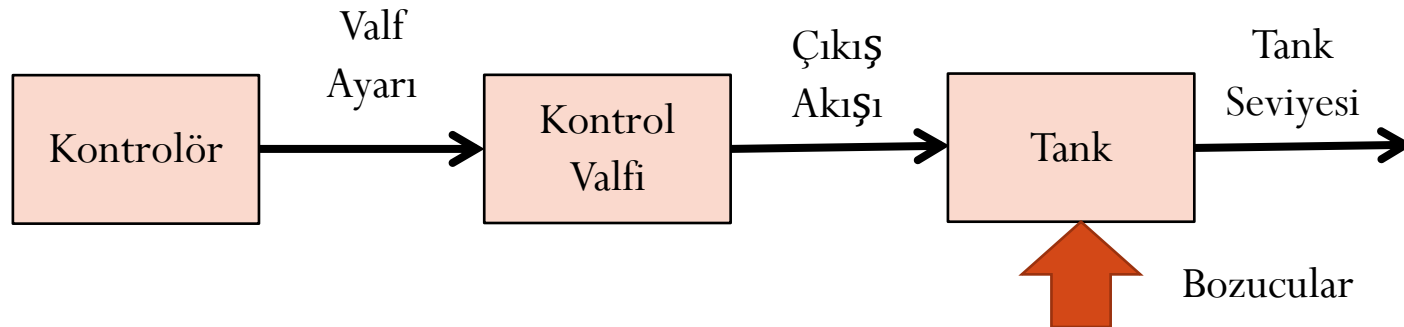 Kontrolör
Valf
Ayarı
Kontrol
Valfi
Çıkış
Akışı
Tank
Tank
Seviyesi
Bozucular